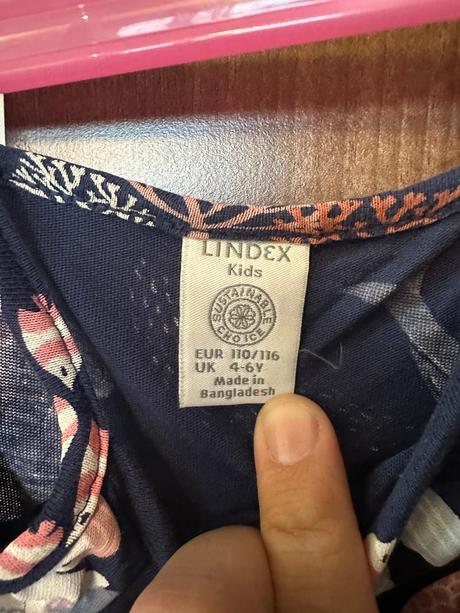 LINDEX
Kids
SUSTAINABLE
CHOICE
EUR 110/116
UK 4-6Y
Made in
Bangladesh